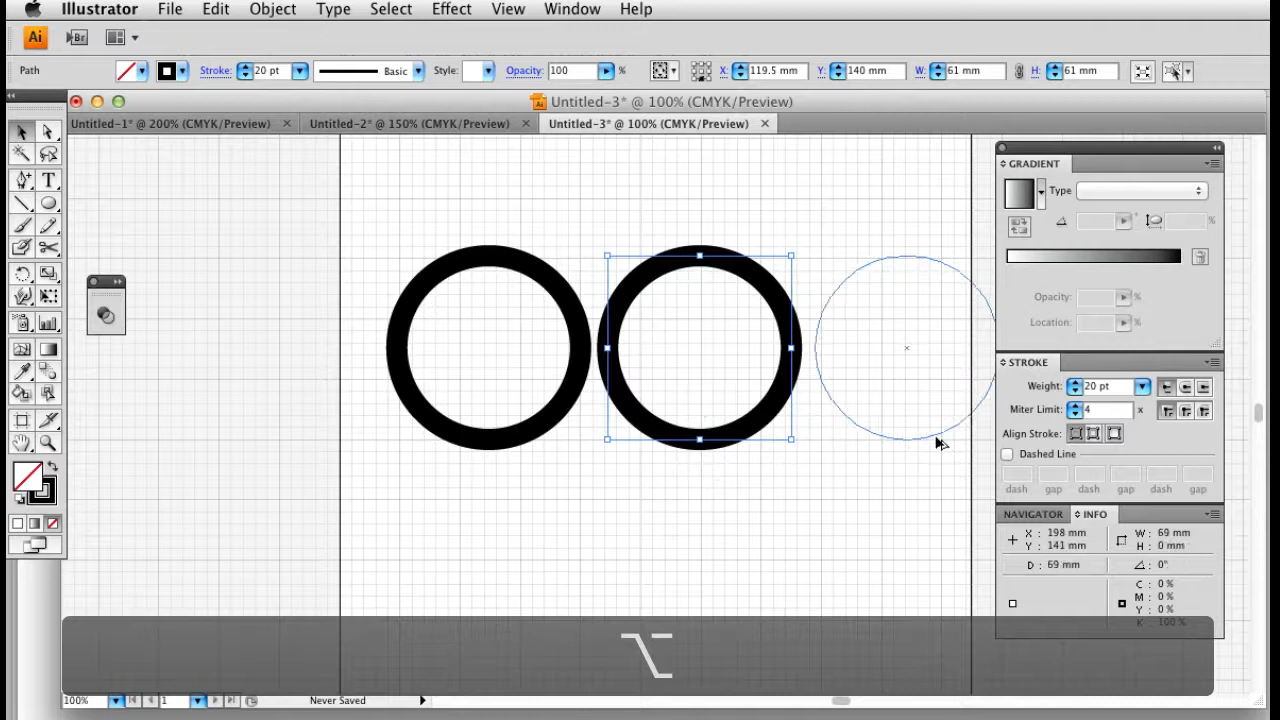 Illustrator File Edit Object Type Select Effect View Window Help
Ai Br
Path Stroke: 20 pt Basic Style: Opacity: 100 % X: 119.5 mm Y: 140 mm W: 61 mm H: 61 mm
Untitled-3* @ 100% (CMYK/Preview)
Untitled-1* @ 200% (CMYK/Preview) Untitled-2* @ 150% (CMYK/Preview) Untitled-3* @ 100% (CMYK/Preview)
GRADIENT
Type
%
Opacity: %
Location: %
STROKE
Weight: 20 pt
Miter Limit: 4 x
Align Stroke:
Dashed Line
dash gap dash gap dash gap
NAVIGATOR INFO
X : 198 mm
Y : 141 mm
W : 69 mm
H : 0 mm
D : 69 mm
: 0°
C : 0 %
M : 0 %
Y : 0 %
K : 100 %
⌥
100% 1 Never Saved